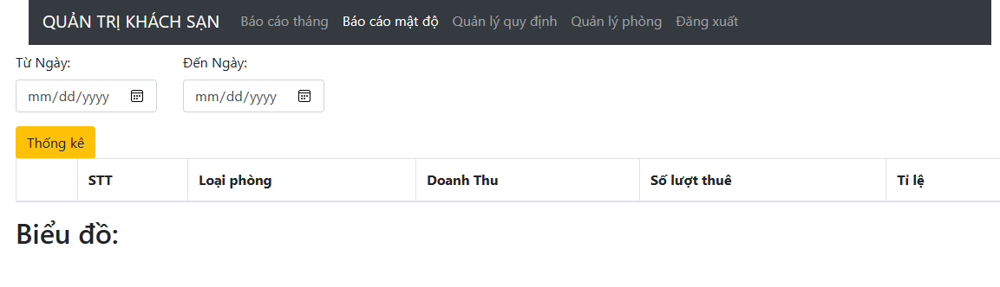 QUẢN TRỊ KHÁCH SẠN Báo cáo tháng Báo cáo mật độ Quản lý quy định Quản lý phòng Đăng xuất
Từ Ngày: Đến Ngày:
mm/dd/yyyy mm/dd/yyyy
Thống kê
STT Loại phòng Doanh Thu Số lượt thuê Tỉ lệ
Biểu đồ: